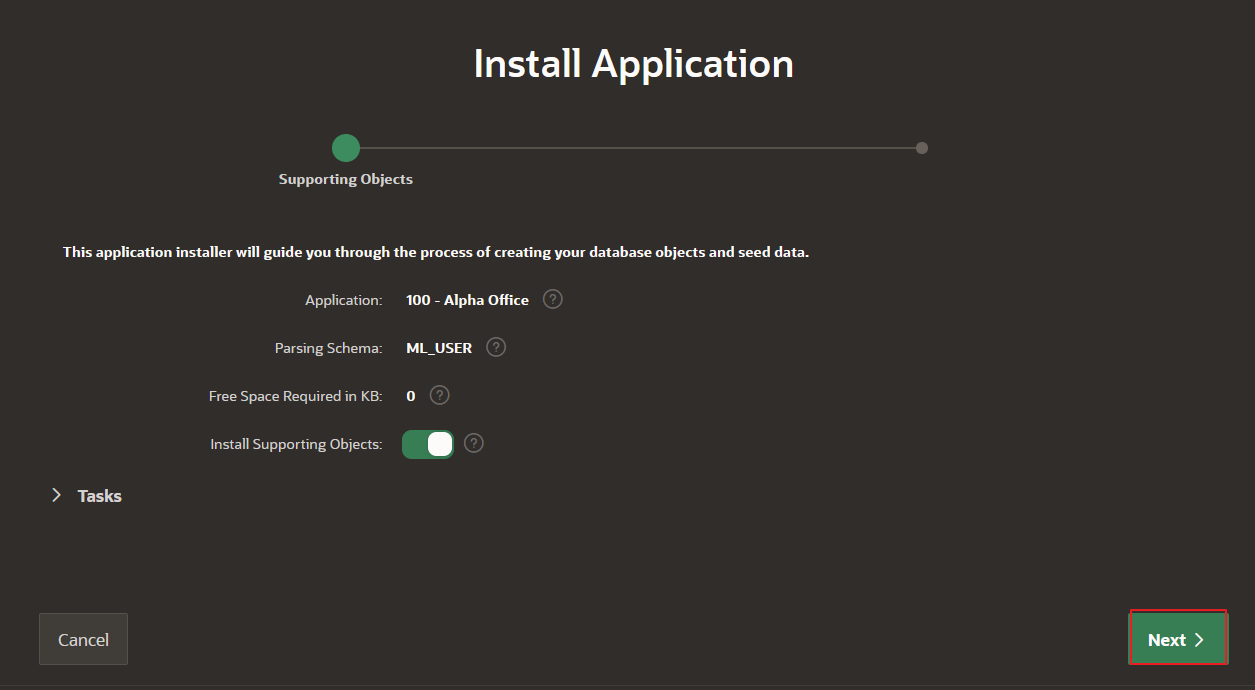 Install Application
Supporting Objects
This application installer will guide you through the process of creating your database objects and seed data.
Application: 100 - Alpha Office ?
Parsing Schema: ML_USER ?
Free Space Required in KB: 0 ?
Install Supporting Objects: ?
Tasks
Cancel
Next